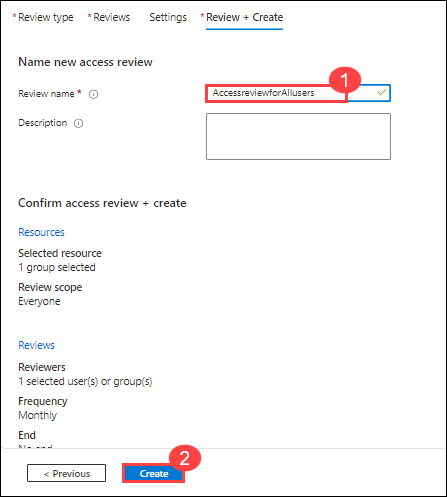 * Review type * Reviews Settings * Review + Create
Name new access review
Review name * AccessreviewforAllusers
1
Description
Confirm access review + create
Resources
Selected resource
1 group selected
Review scope
Everyone
Reviews
Reviewers
1 selected user(s) or group(s)
Frequency
Monthly
End
No end
2
< Previous Create